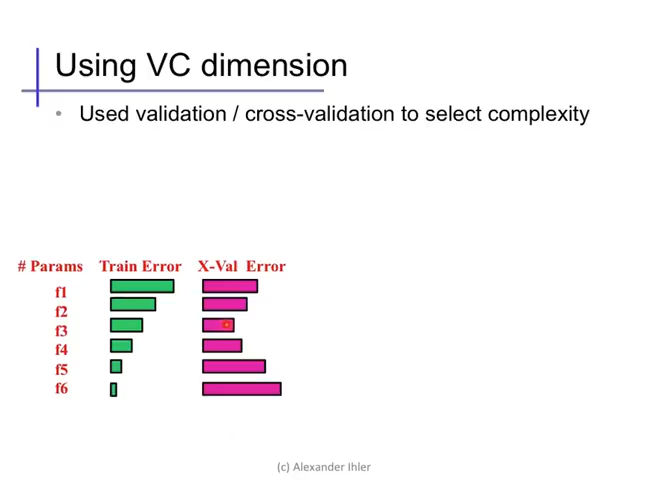 Using VC dimension
• Used validation / cross-validation to select complexity
# Params Train Error X-Val Error
f1
f2
f3
f4
f5
f6
(c) Alexander Ihler